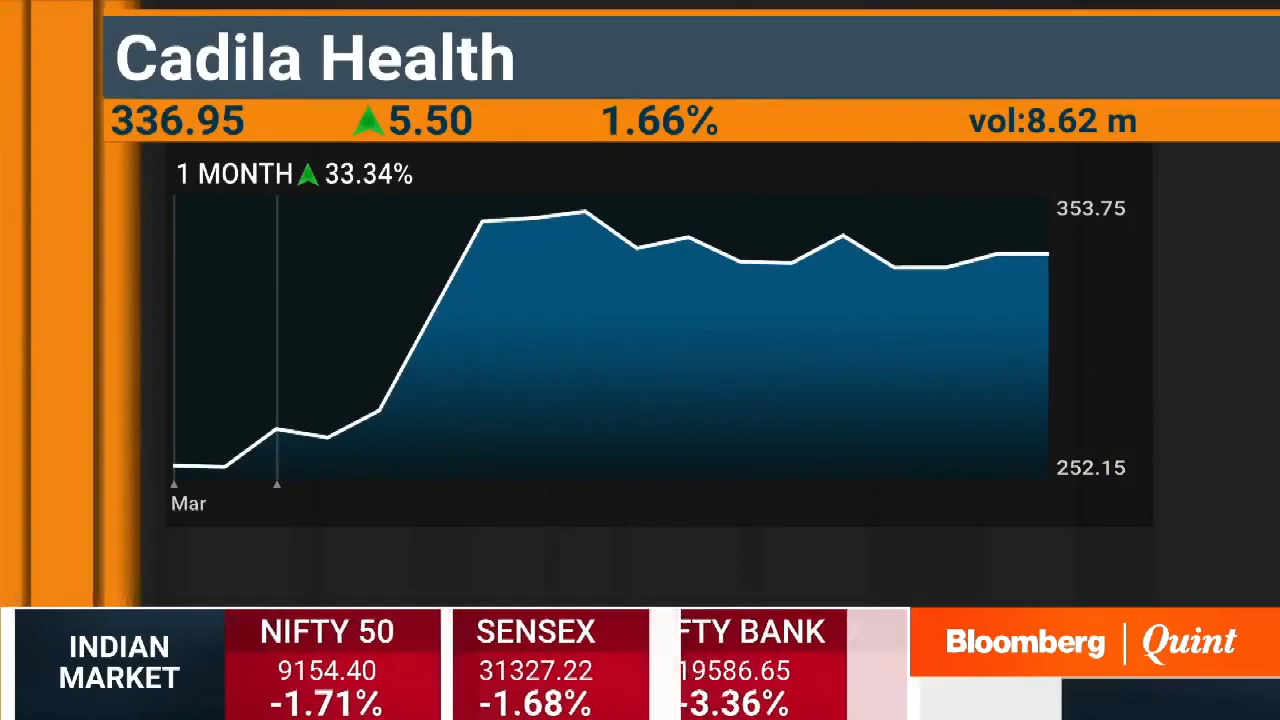 Cadila Health
336.95 5.50 1.66% vol:8.62 m
1 MONTH 33.34%
353.75
252.15
Mar
INDIAN
MARKET
NIFTY 50
9154.40
-1.71%
SENSEX
31327.22
-1.68%
FTY BANK
19586.65
-3.36%
Bloomberg | Quint